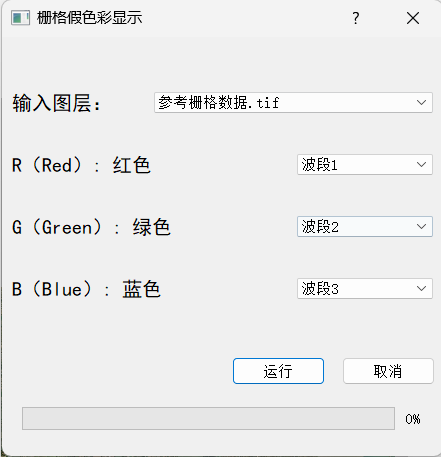 栅格假色彩显示
输入图层： 参考栅格数据.tif
R（Red）: 红色 波段1
G（Green）: 绿色 波段2
B（Blue）: 蓝色 波段3
运行 取消
0%